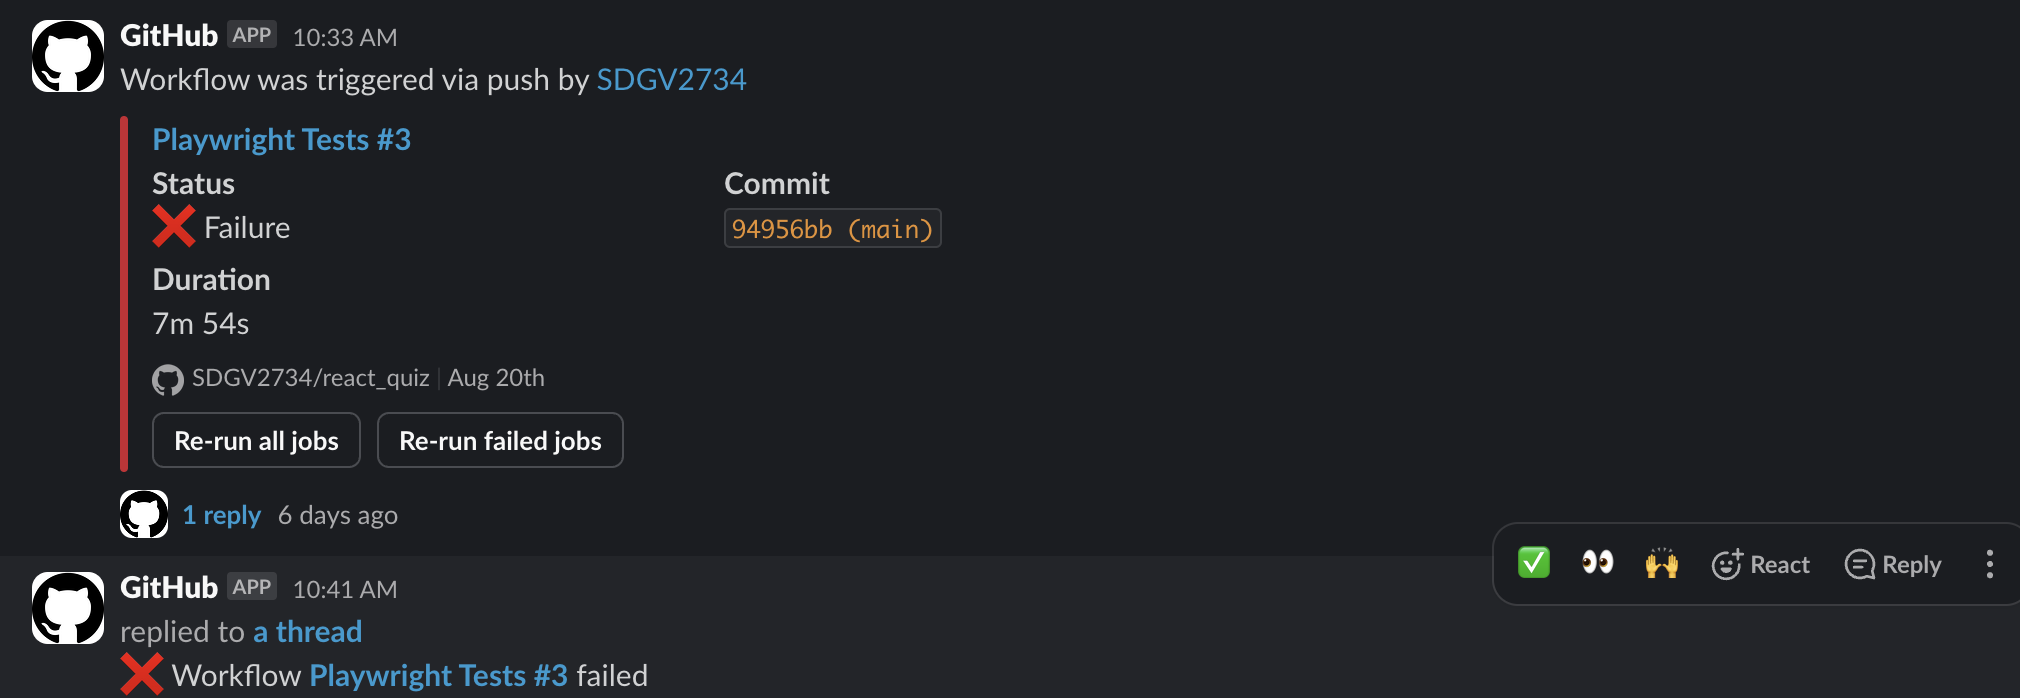 GitHub APP 10:33 AM
Workflow was triggered via push by SDGV2734
Playwright Tests #3
Status Commit
Failure 94956bb (main)
Duration
7m 54s
SDGV2734/react_quiz | Aug 20th
Re-run all jobs Re-run failed jobs
1 reply 6 days ago
React Reply
GitHub APP 10:41 AM
replied to a thread
Workflow Playwright Tests #3 failed